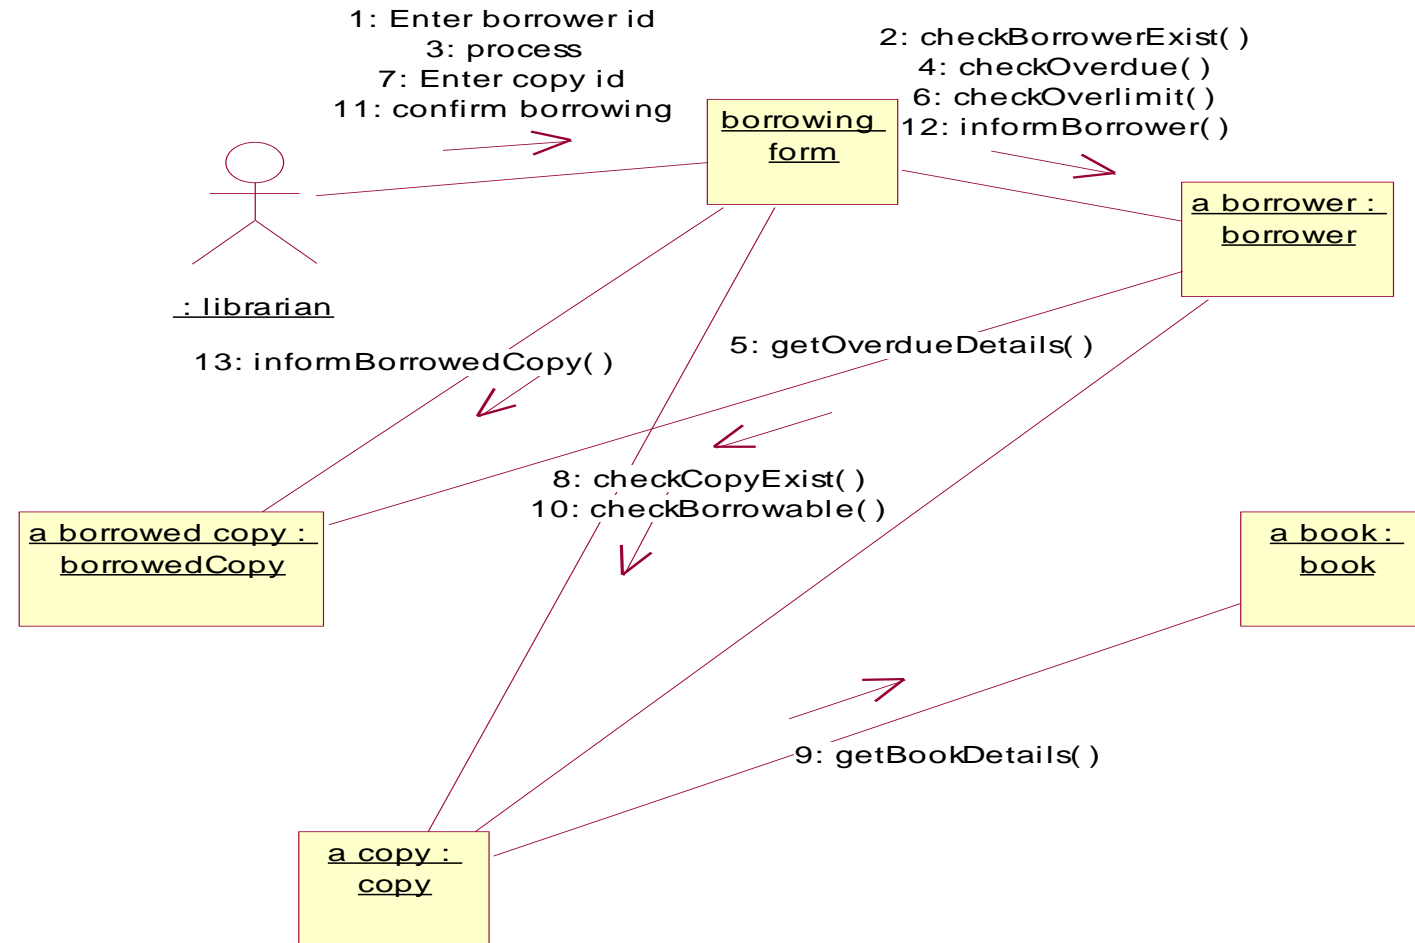 1: Enter borrower id
3: process
7: Enter copy id
11: confirm borrowing
2: checkBorrowerExist( )
4: checkOverdue( )
6: checkOverlimit( )
12: informBorrower( )
borrowing
form
a borrower :
borrower
: librarian
13: informBorrowedCopy( )
5: getOverdueDetails( )
8: checkCopyExist( )
10: checkBorrowable( )
a borrowed copy :
borrowedCopy
a book :
book
9: getBookDetails( )
a copy :
copy